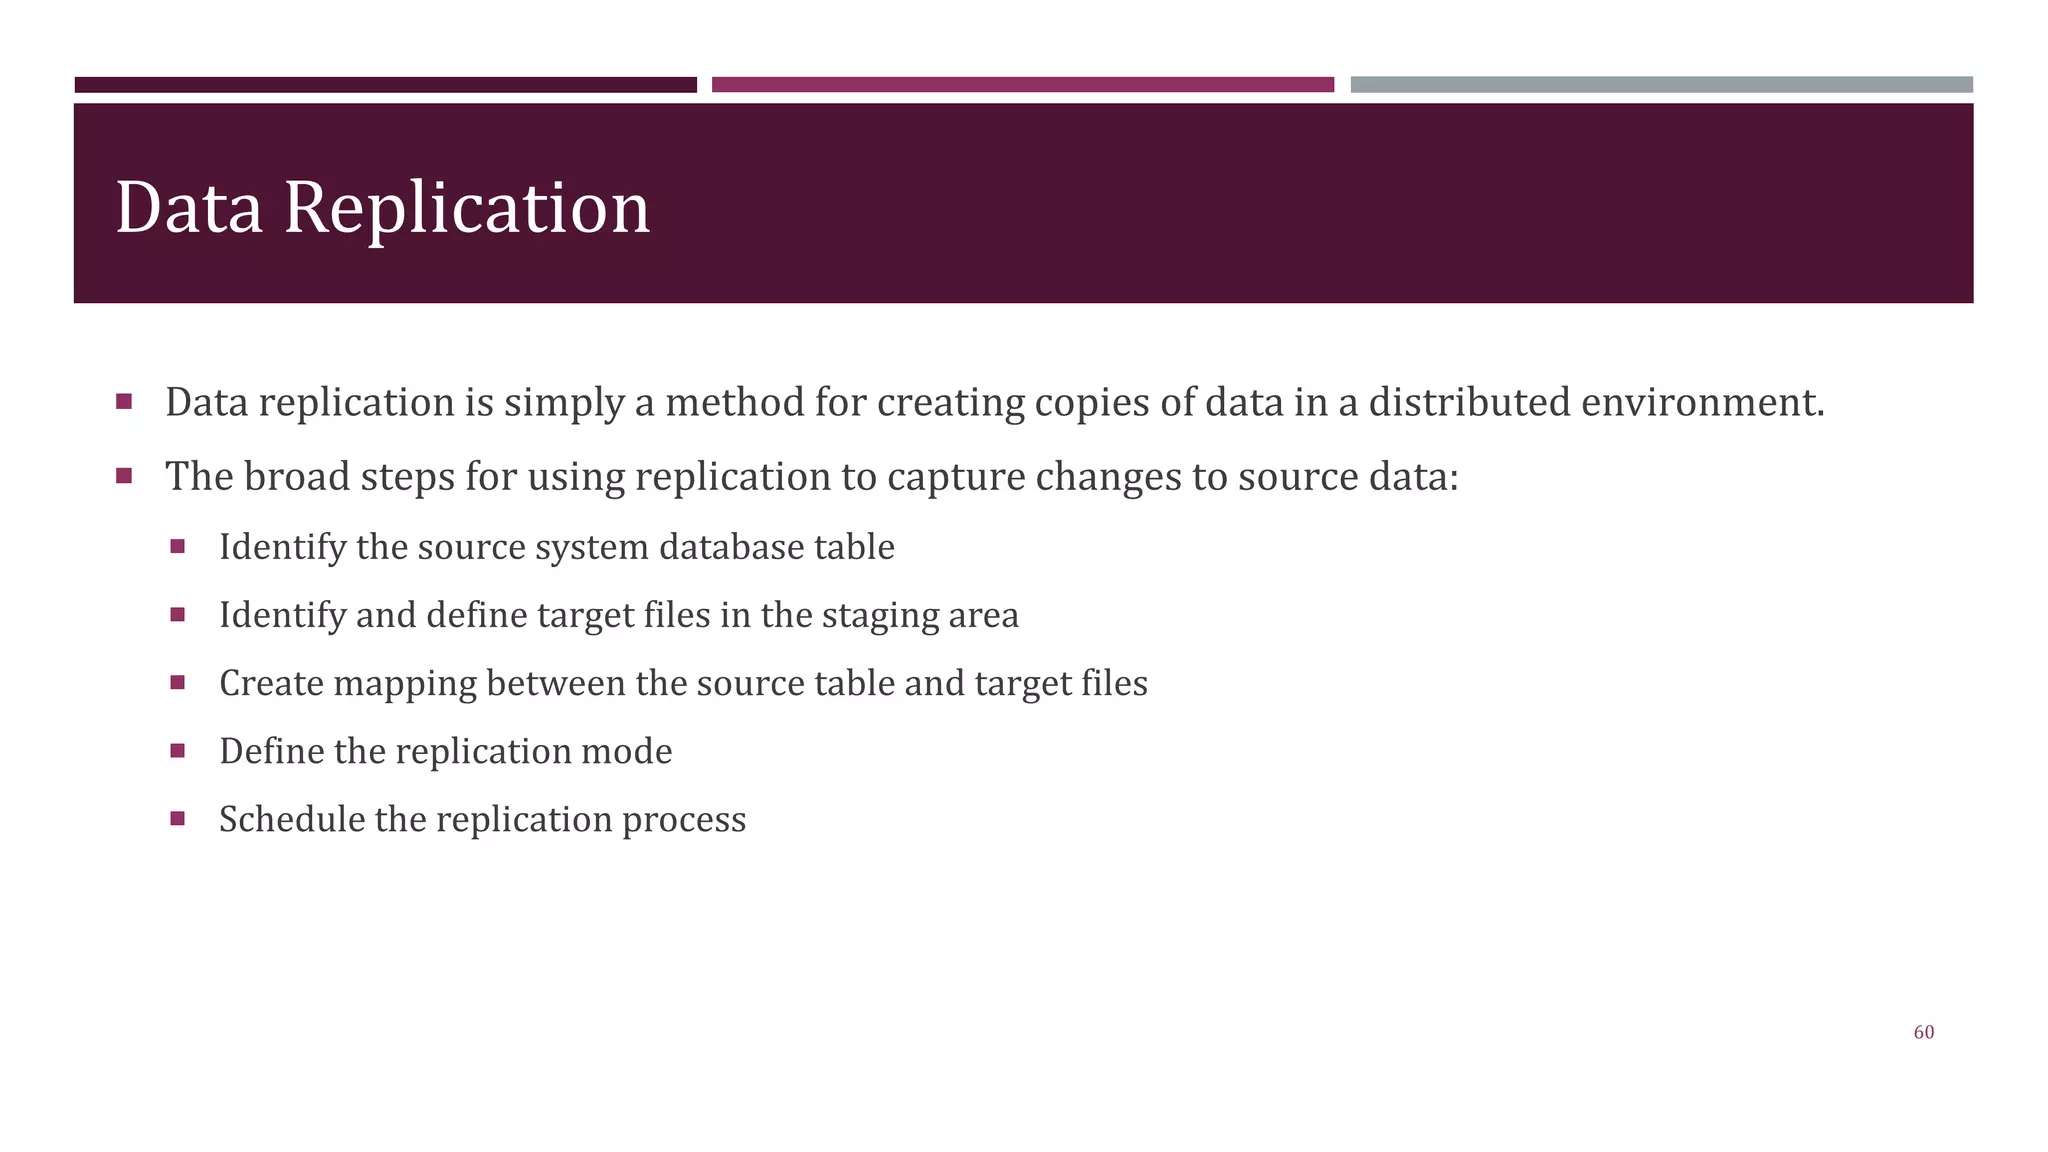 Data Replication
Data replication is simply a method for creating copies of data in a distributed environment.
The broad steps for using replication to capture changes to source data:
Identify the source system database table
Identify and define target files in the staging area
Create mapping between the source table and target files
Define the replication mode
Schedule the replication process
60